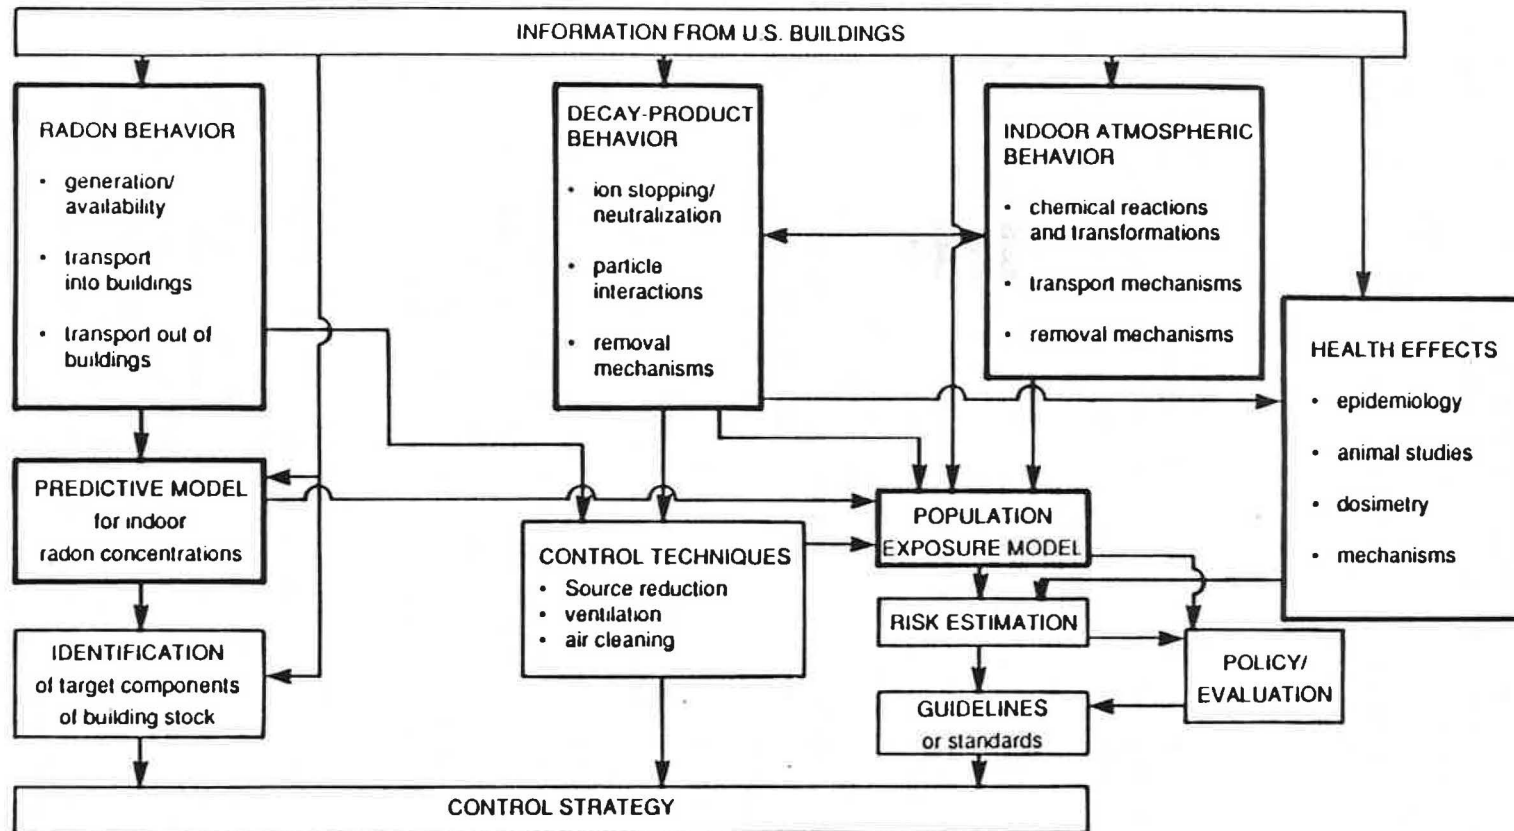 INFORMATION FROM U.S. BUILDINGS
RADON BEHAVIOR
• generation/
availability
• transport
into buildings
• transport out of
buildings
DECAY-PRODUCT
BEHAVIOR
• ion stopping/
neutralization
• particle
interactions
• removal
mechanisms
INDOOR ATMOSPHERIC
BEHAVIOR
• chemical reactions
and transformations
• transport mechanisms
• removal mechanisms
HEALTH EFFECTS
• epidemiology
• animal studies
• dosimetry
• mechanisms
PREDICTIVE MODEL
for indoor
radon concentrations
CONTROL TECHNIQUES
• Source reduction
• ventilation
• air cleaning
POPULATION
EXPOSURE MODEL
RISK ESTIMATION
POLICY/
EVALUATION
IDENTIFICATION
of target components
of building stock
GUIDELINES
or standards
CONTROL STRATEGY